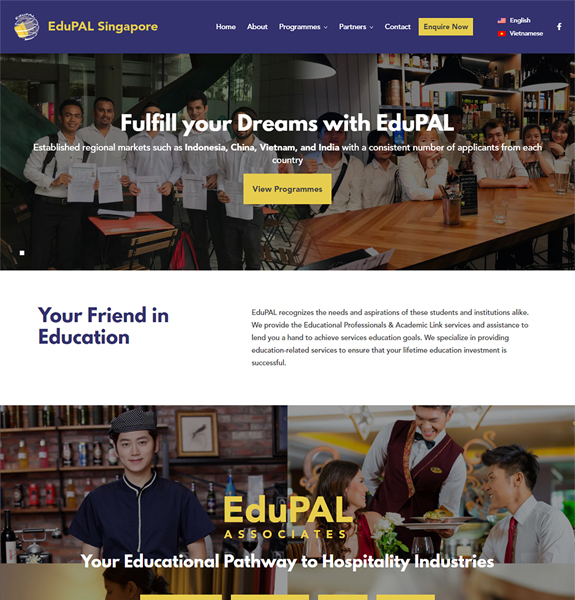 EduPAL Singapore
Home About Programmes Partners Contact Enquire Now
English
Vietnamese
Fulfill your Dreams with EduPAL
Established regional markets such as Indonesia, China, Vietnam, and India with a consistent number of applicants from each
country
View Programmes
Your Friend in
Education
EduPAL recognizes the needs and aspirations of these students and institutions alike.
We provide the Educational Professionals & Academic Link services and assistance to
lend you a hand to achieve services education goals. We specialize in providing
education-related services to ensure that your lifetime education investment is
successful.
EduPAL
ASSOCIATES
Your Educational Pathway to Hospitality Industries